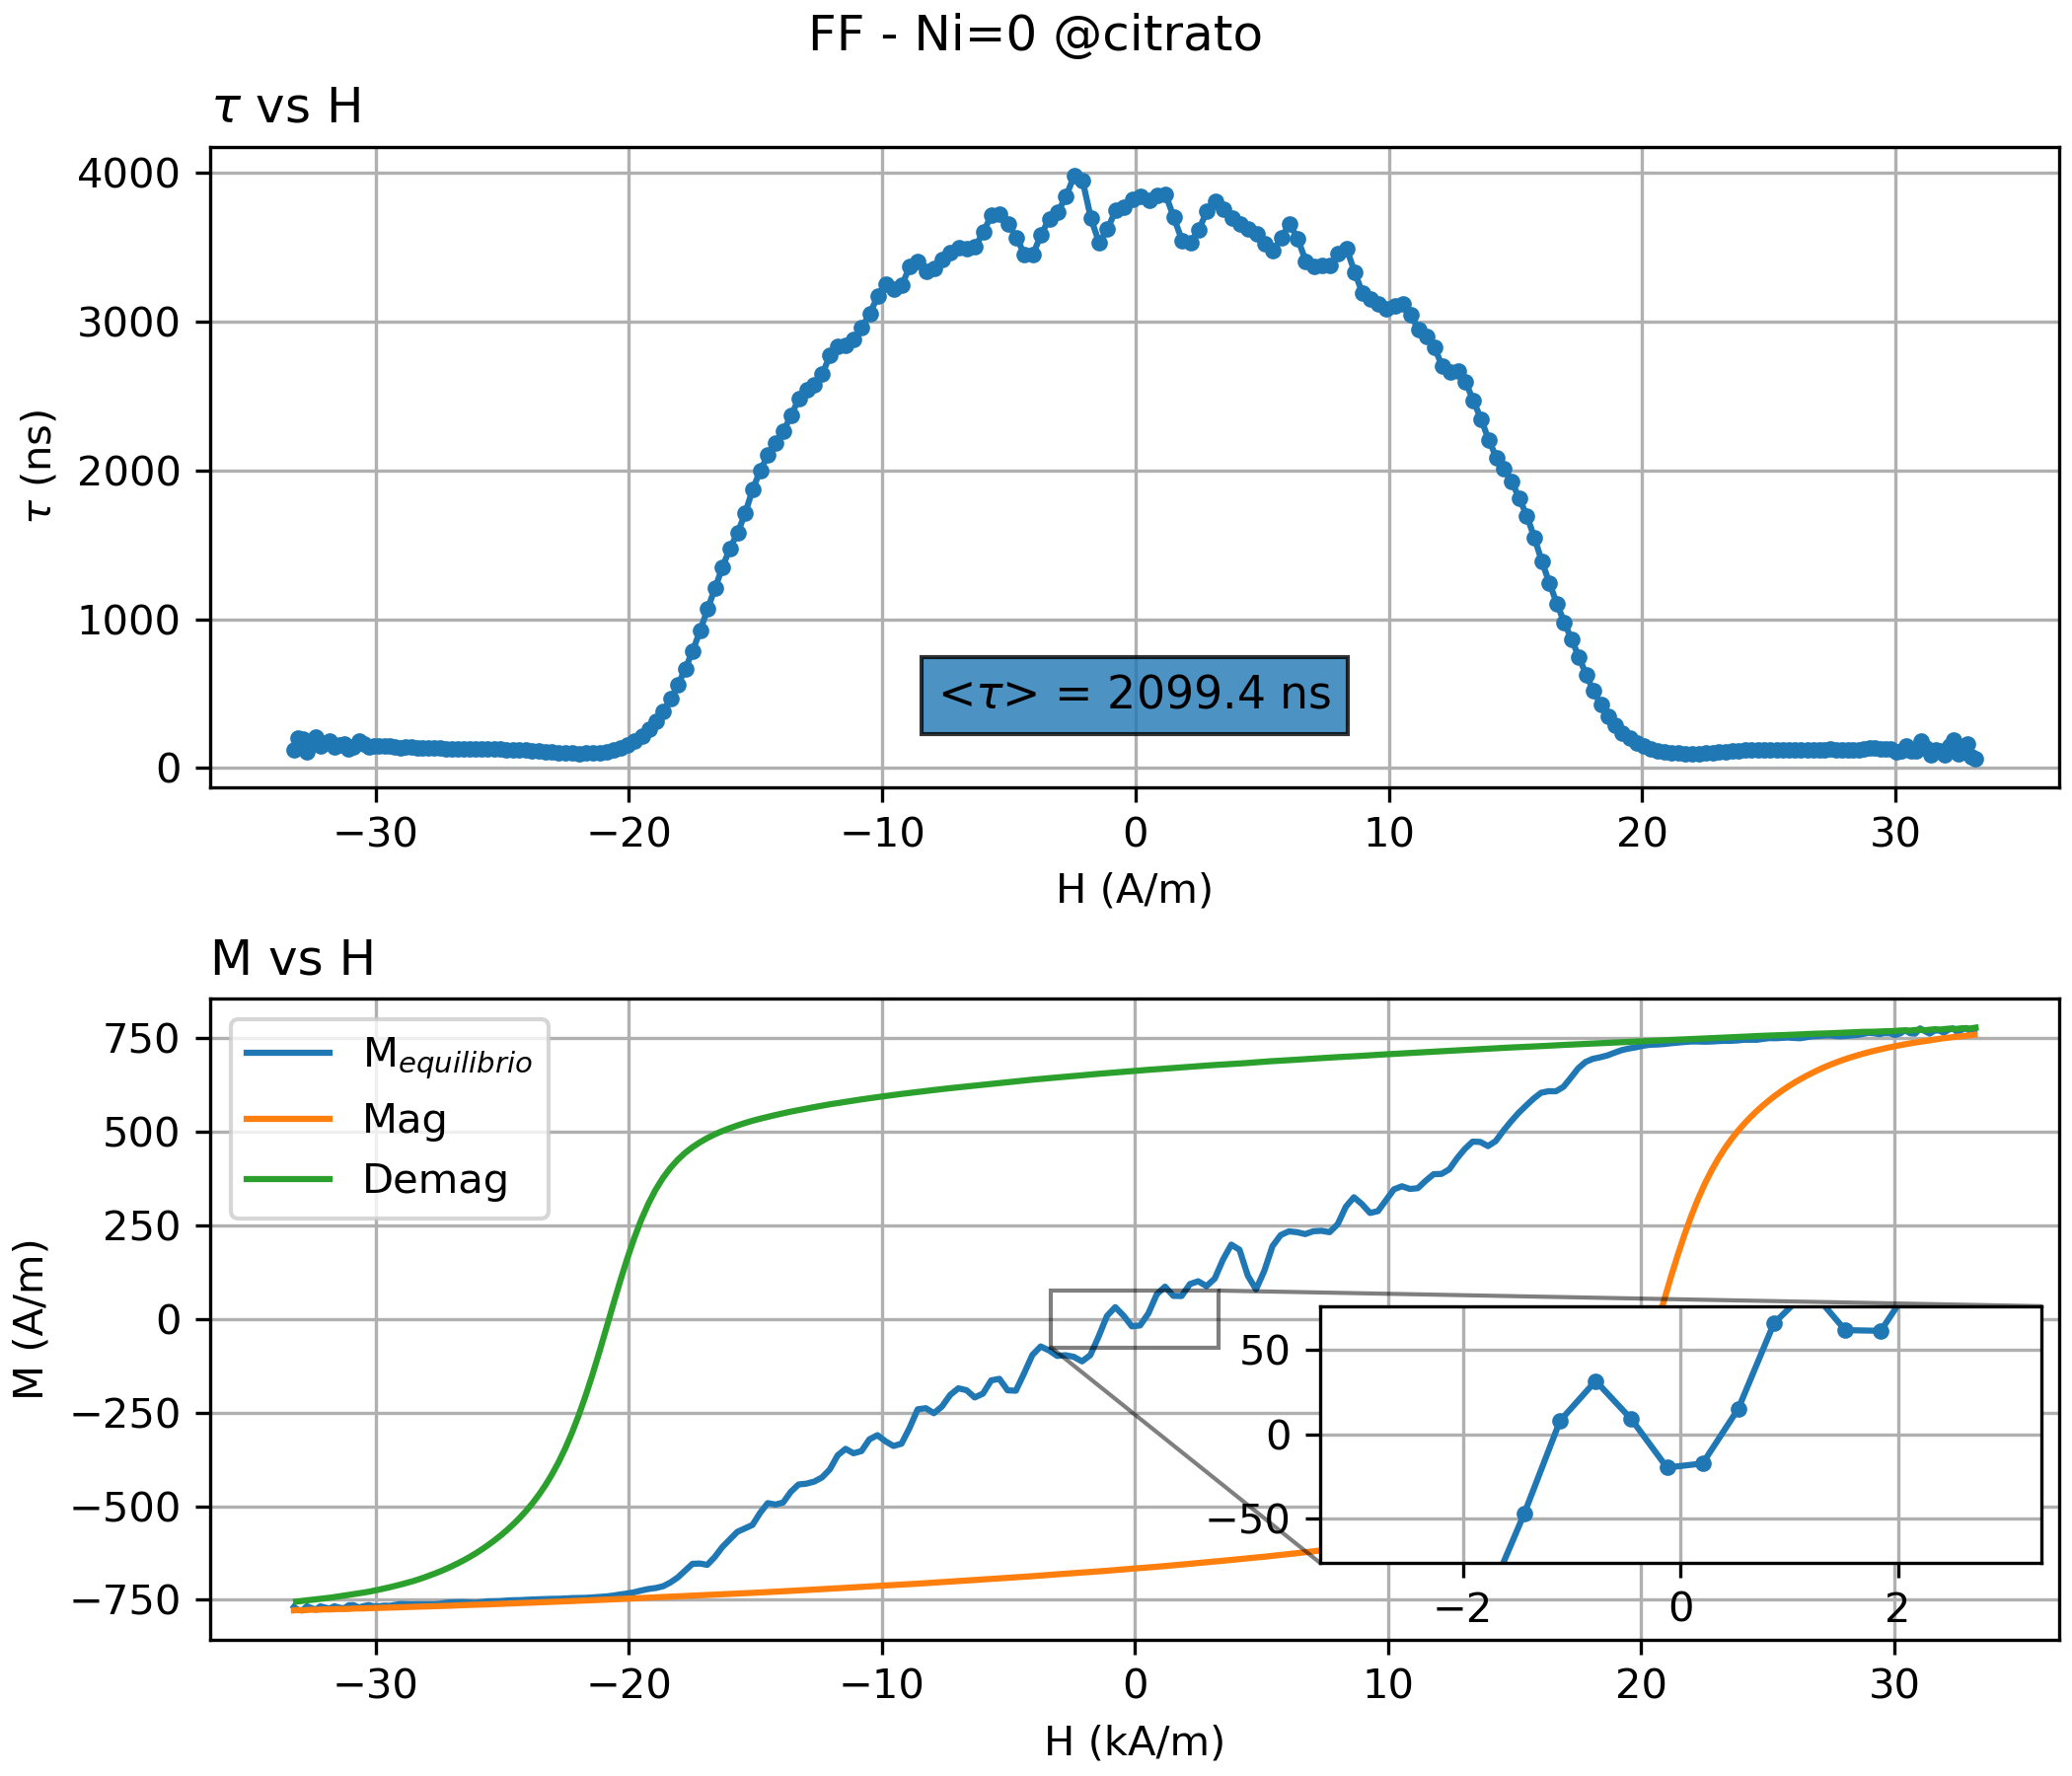 FF - Ni=0 @citrato
τ vs H
4000
3000
2000
1000
0
τ (ns)
<τ> = 2099.4 ns
−30 −20 −10 0 10 20 30
H (A/m)
M vs H
750
500
250
0
−250
−500
−750
M (A/m)
Mequilibrio
Mag
Demag
50
0
−50
−2 0 2
−30 −20 −10 0 10 20 30
H (kA/m)